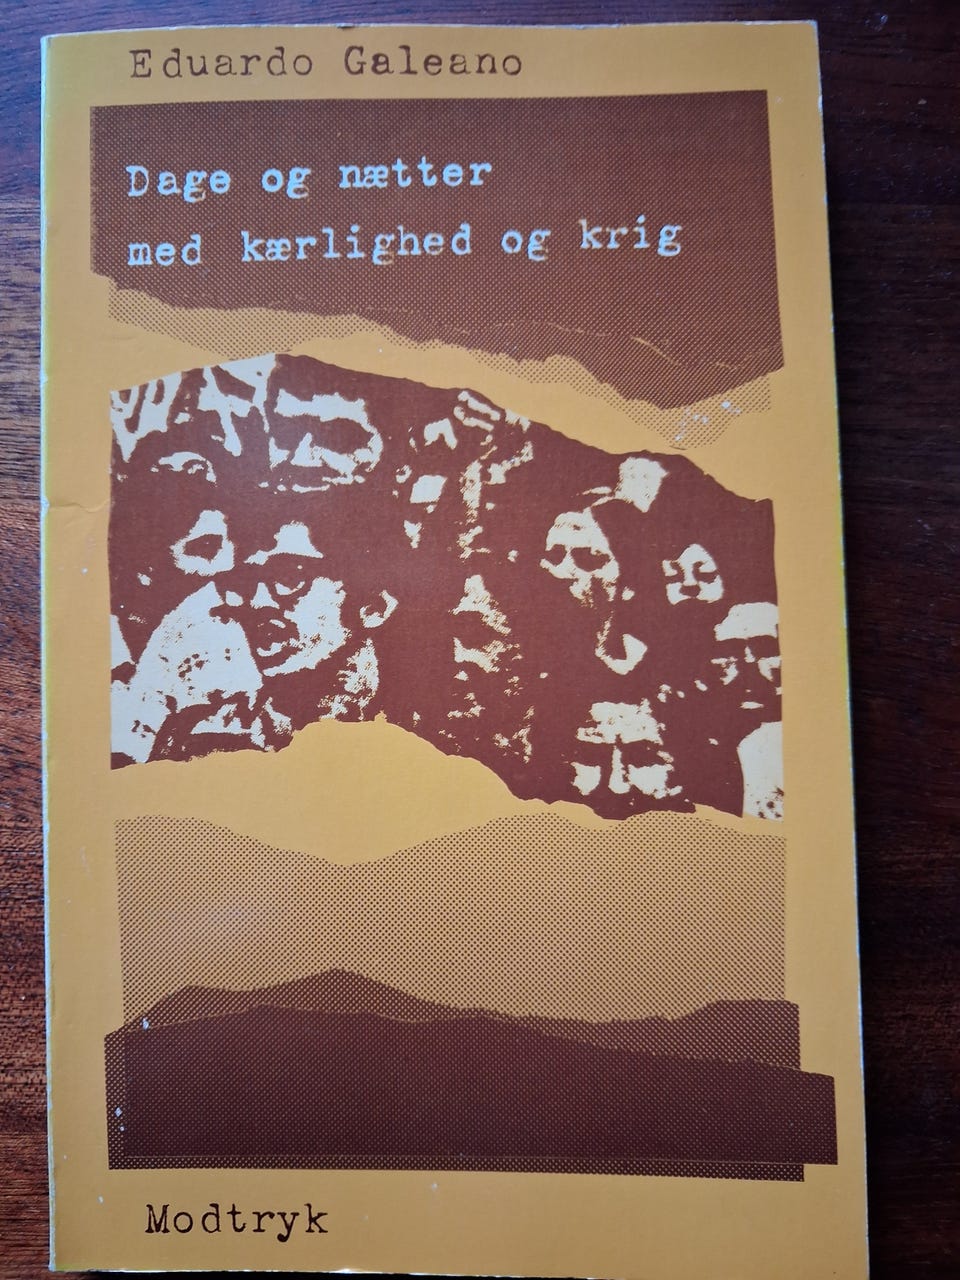 Eduardo Galeano
Dage og nætter
med kærlighed og krig
Modtryk